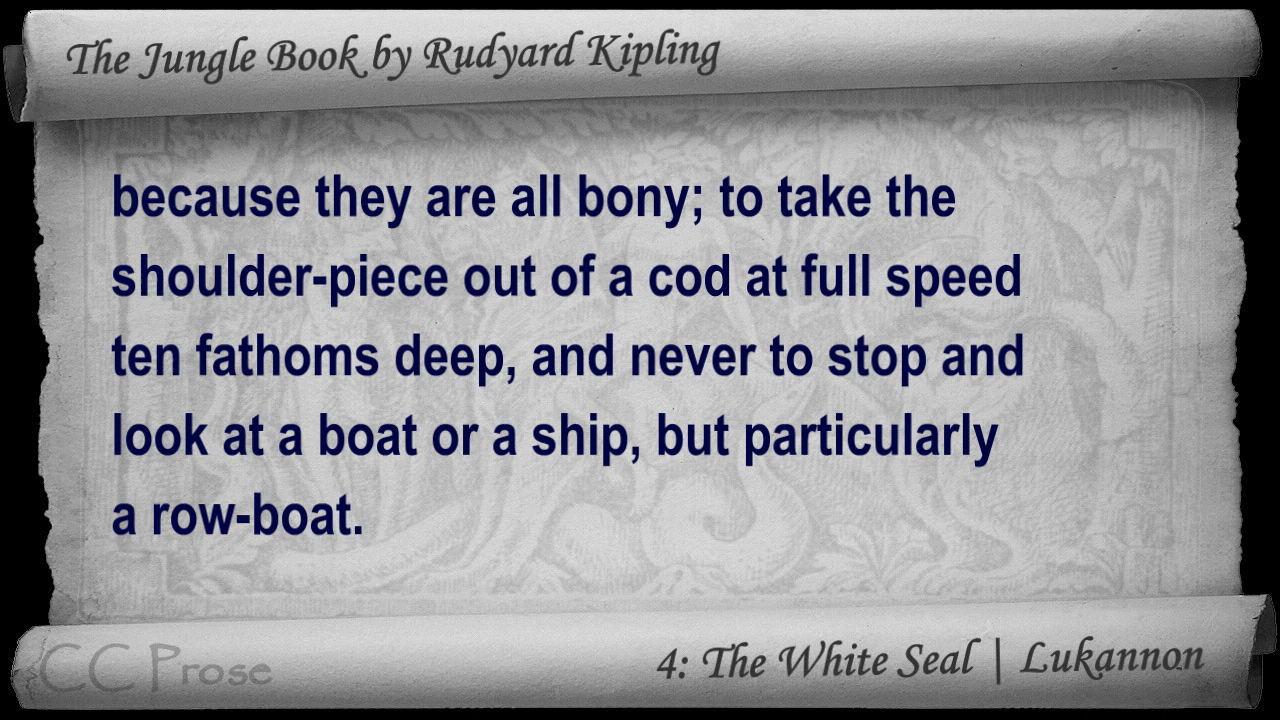 The Jungle Book by Rudyard Kipling
because they are all bony; to take the
shoulder-piece out of a cod at full speed
ten fathoms deep, and never to stop and
look at a boat or a ship, but particularly
a row-boat.
CC Prose
4: The White Seal | Lukannon